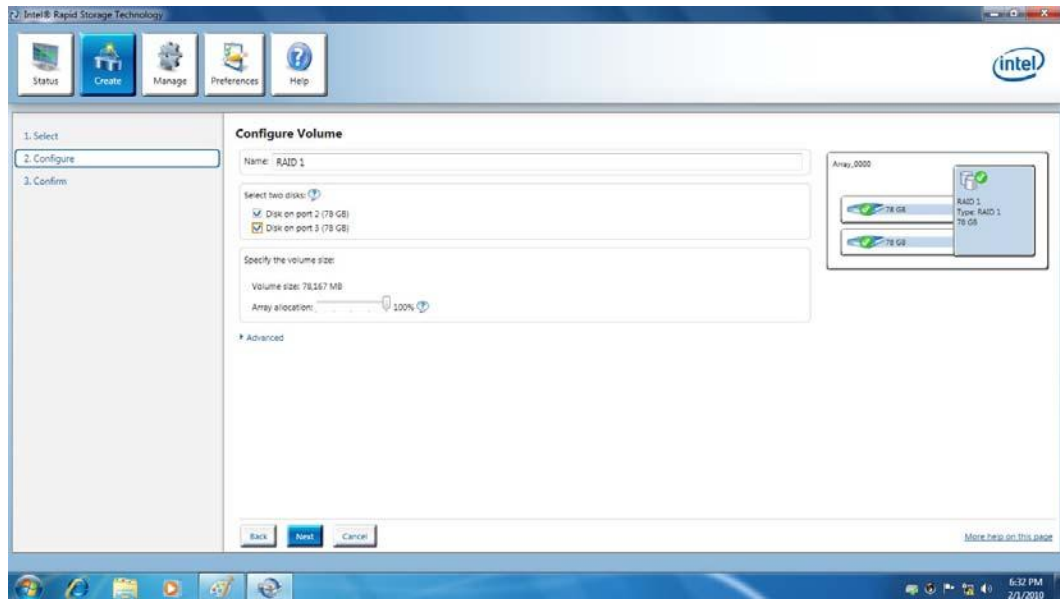 Intel® Rapid Storage Technology
Status
Create
Manage
Preferences
Help
intel
1. Select
2. Configure
3. Confirm
Configure Volume
Name: RAID 1
Select two disks: ?
Disk on port 2 (78 GB)
Disk on port 3 (78 GB)
Specify the volume size:
Volume size: 78,167 MB
Array allocation: 100% ?
Advanced
Array_0000
78 GB
78 GB
RAID 1
Type: RAID 1
78 GB
Back
Next
Cancel
More help on this page
6:32 PM
2/1/2010